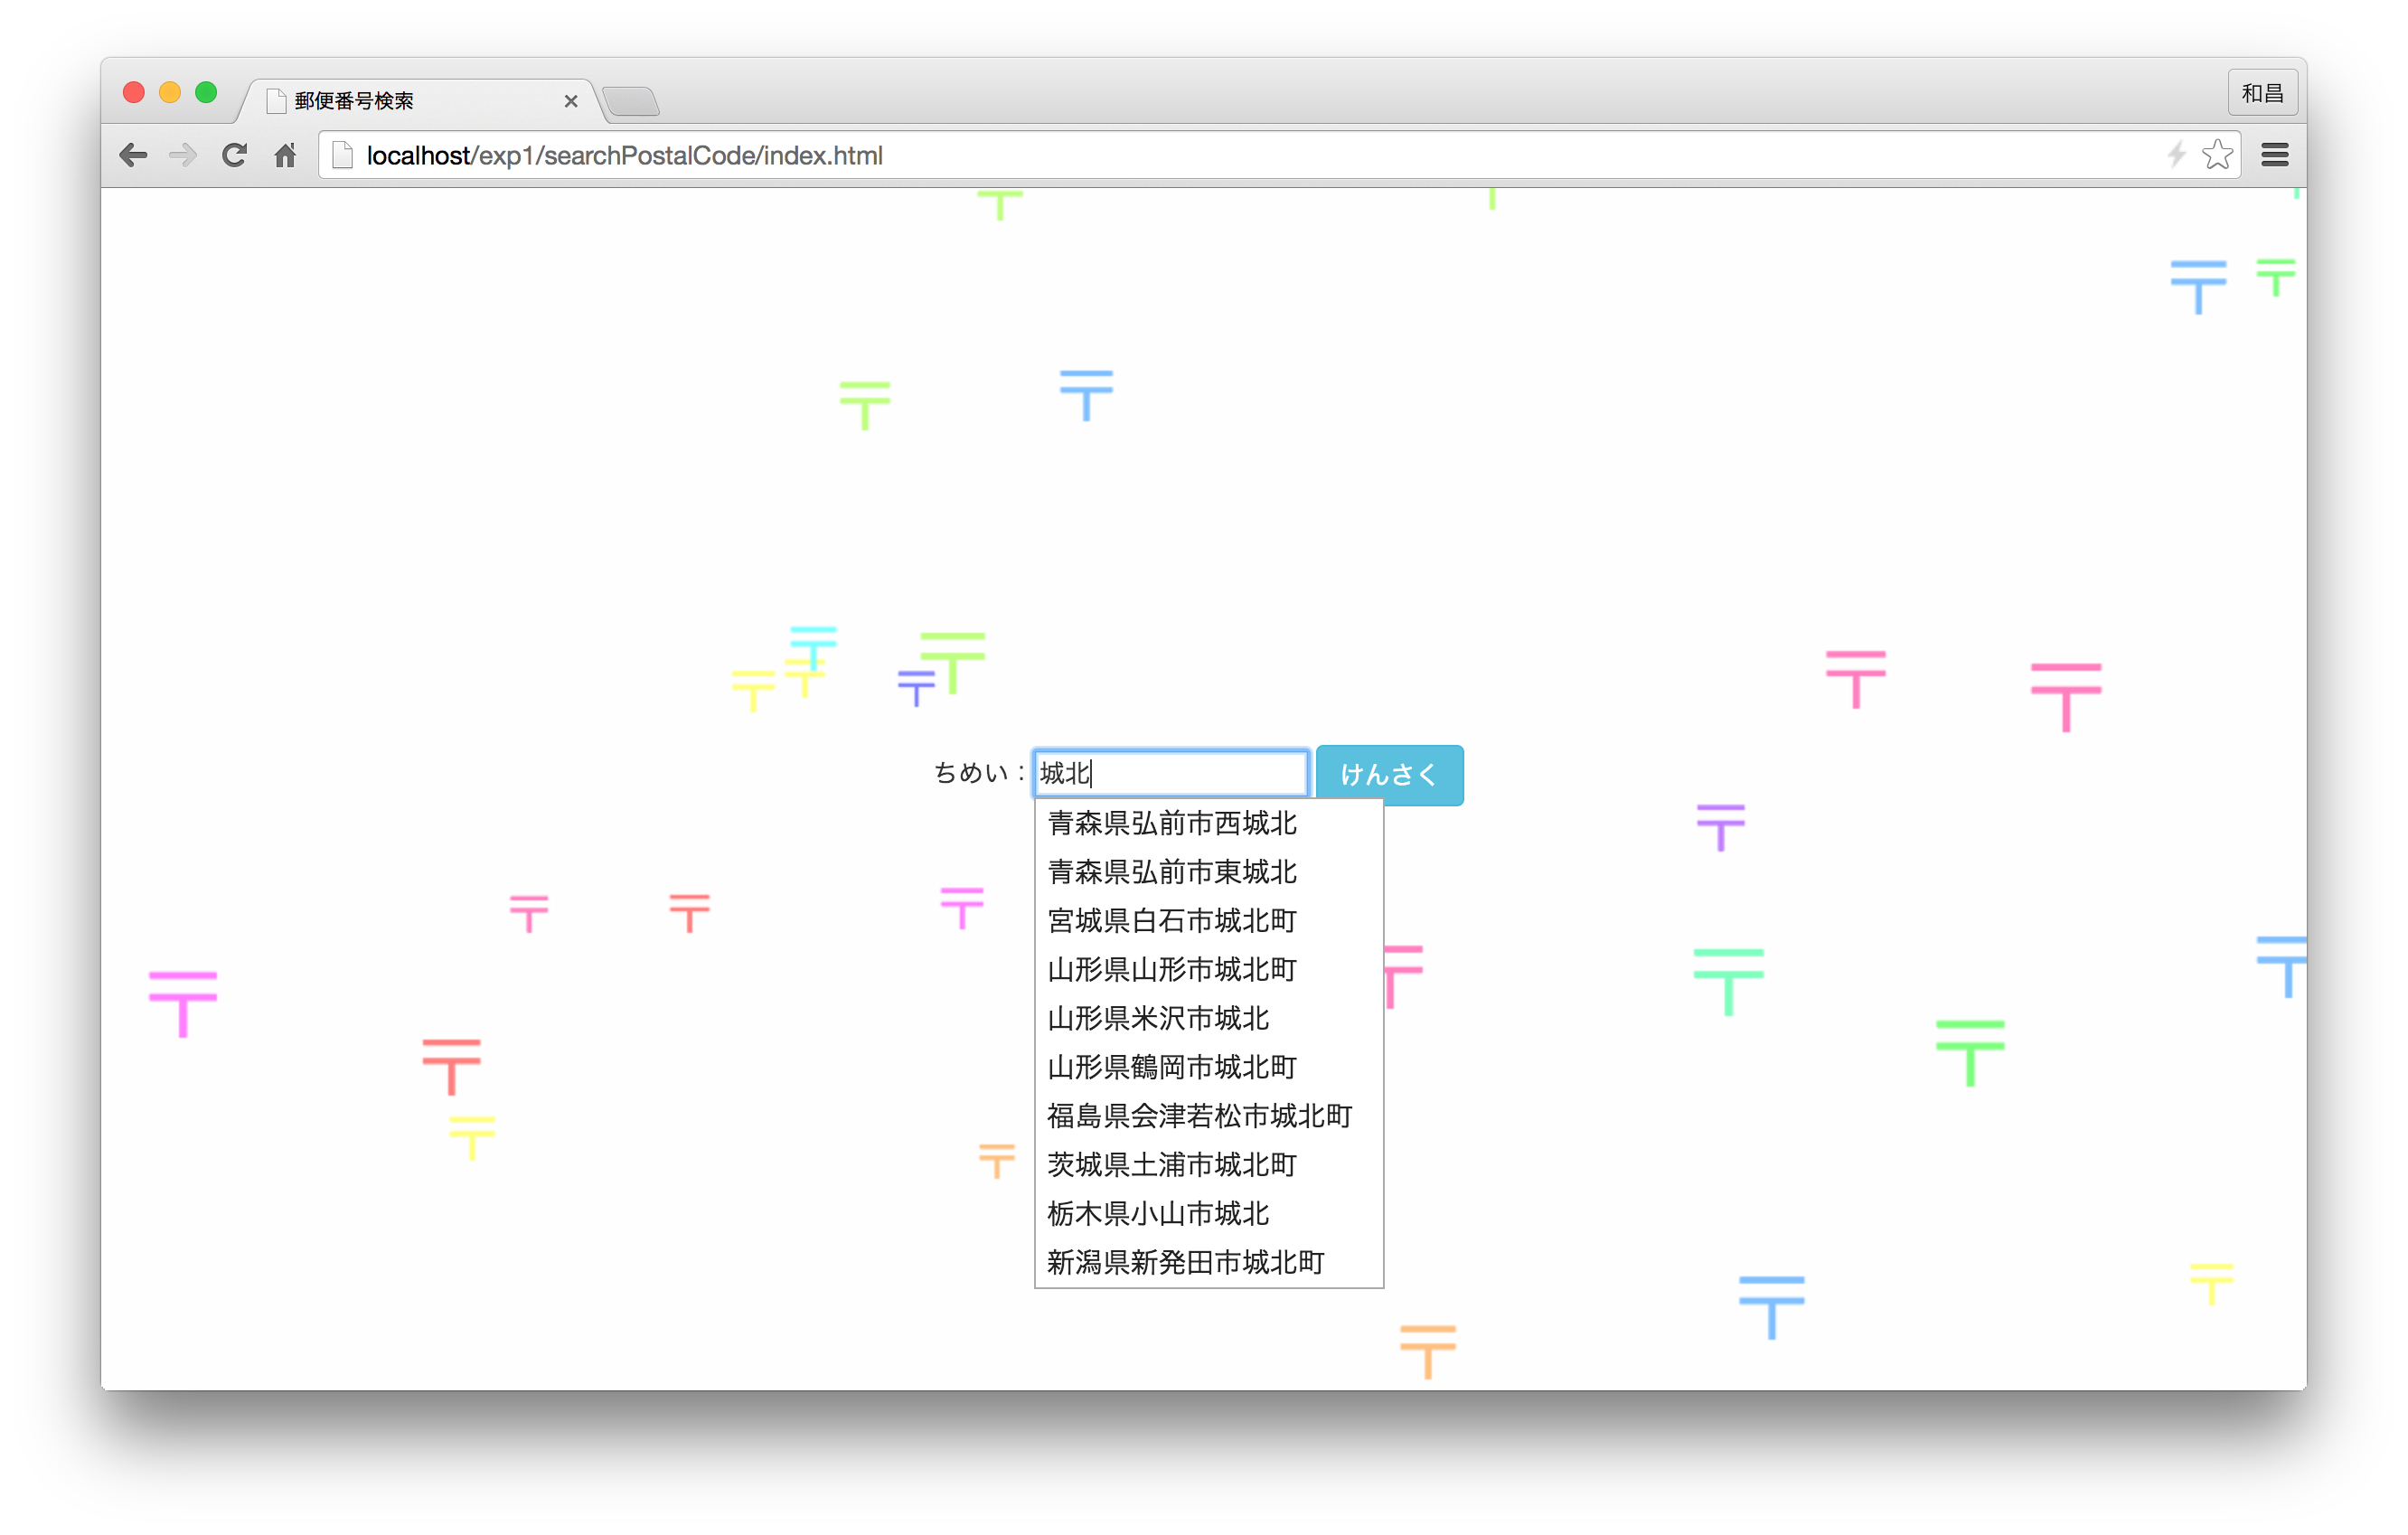 郵便番号検索
和昌
localhost/exp1/searchPostalCode/index.html
ちめい：城北 けんさく
青森県弘前市西城北
青森県弘前市東城北
宮城県白石市城北町
山形県山形市城北町
山形県米沢市城北
山形県鶴岡市城北町
福島県会津若松市城北町
茨城県土浦市城北町
栃木県小山市城北
新潟県新発田市城北町